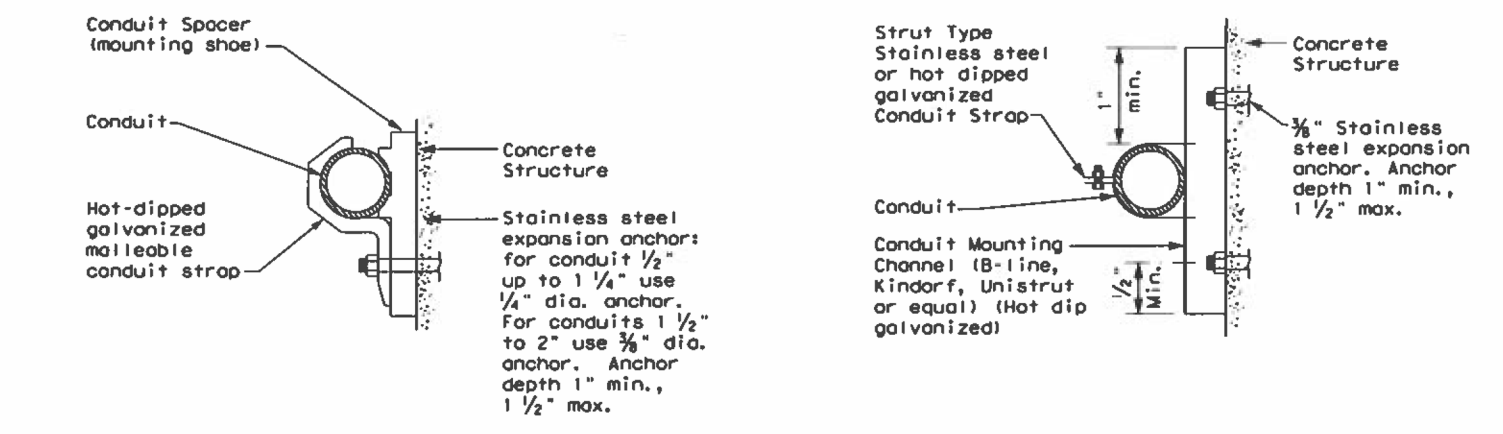 Conduit Spacer
(mounting shoe)
Conduit
Hot-dipped
galvanized
malleable
conduit strap
Concrete
Structure
Stainless steel
expansion anchor:
for conduit 1/2"
up to 1 1/4" use
1/4" dia. anchor.
For conduits 1 1/2"
to 2" use 3/8" dia.
anchor. Anchor
depth 1" min.,
1 1/2" max.
Strut Type
Stainless steel
or hot dipped
galvanized
Conduit Strap
1"
min.
Conduit
Conduit Mounting
Channel (B-line,
Kindorf, Unistrut
or equal) (Hot dip
galvanized)
1/2"
Min.
Concrete
Structure
3/8" Stainless
steel expansion
anchor. Anchor
depth 1" min.,
1 1/2" max.